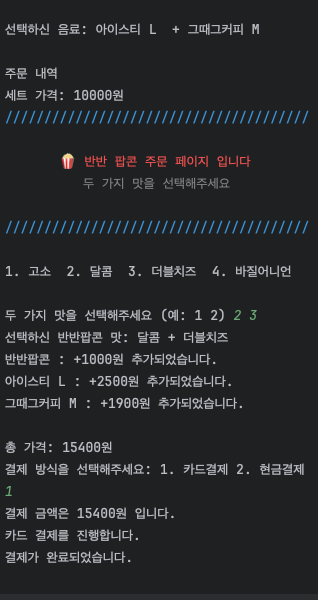 선택하신 음료: 아이스티 L  + 그때그커피 M
주문 내역
세트 가격: 10000원
///////////////////////////////////////
🍿 반반 팝콘 주문 페이지 입니다
두 가지 맛을 선택해주세요
///////////////////////////////////////
1. 고소  2. 달콤  3. 더블치즈  4. 바질어니언
두 가지 맛을 선택해주세요 (예: 1 2) 2 3
선택하신 반반팝콘 맛: 달콤 + 더블치즈
반반팝콘 : +1000원 추가되었습니다.
아이스티 L : +2500원 추가되었습니다.
그때그커피 M : +1900원 추가되었습니다.
총 가격: 15400원
결제 방식을 선택해주세요: 1. 카드결제 2. 현금결제
1
결제 금액은 15400원 입니다.
카드 결제를 진행합니다.
결제가 완료되었습니다.